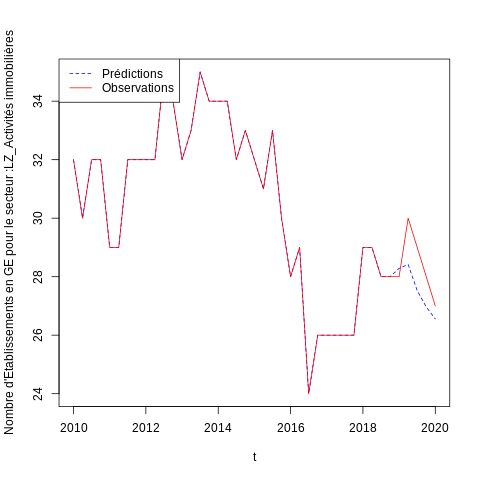 Nombre d'Etablissements en GE pour le secteur :LZ_Activités immobilières
Prédictions
Observations
34
32
30
28
26
24
2010 2012 2014 2016 2018 2020
t